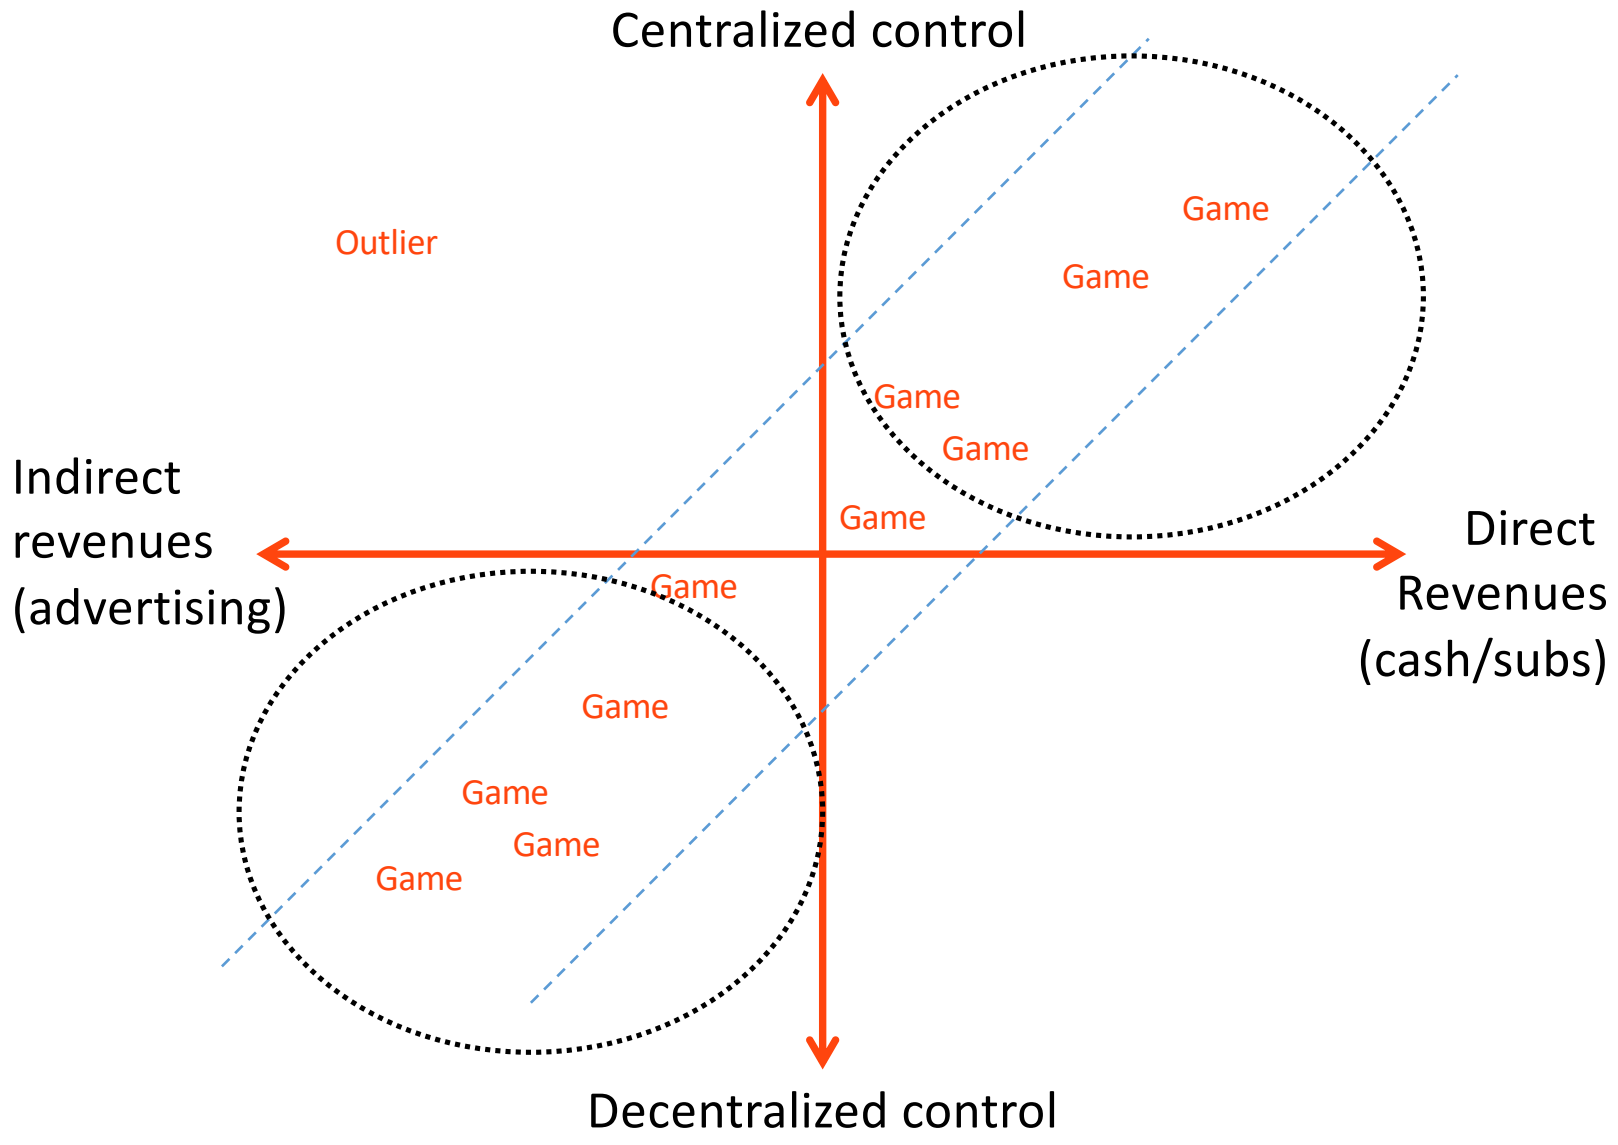 Centralized control
Game
Outlier
Game
Game
Game
Indirect
revenues
(advertising)
Game
Direct
Revenues
(cash/subs)
Game
Game
Game
Game
Game
Decentralized control